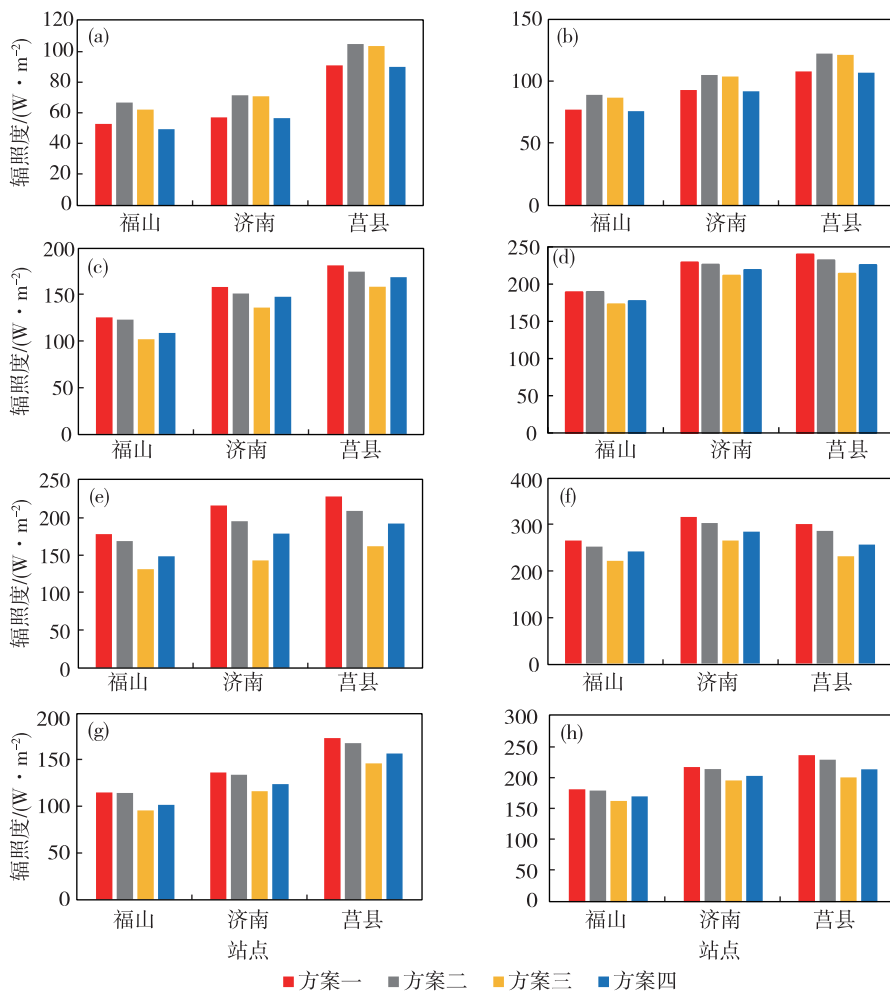 辐照度/(W·m⁻²)
(a)
120
100
80
60
40
20
0
福山 济南 莒县
(b)
150
100
50
0
福山 济南 莒县
辐照度/(W·m⁻²)
(c)
200
150
100
50
0
福山 济南 莒县
(d)
250
200
150
100
50
0
福山 济南 莒县
辐照度/(W·m⁻²)
(e)
250
200
150
100
50
0
福山 济南 莒县
(f)
400
300
200
100
0
福山 济南 莒县
辐照度/(W·m⁻²)
(g)
200
150
100
50
0
福山 济南 莒县
站点
(h)
300
250
200
150
100
50
0
福山 济南 莒县
站点
方案一 方案二 方案三 方案四